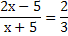 (2x − 5)/(x + 5) = 2/3